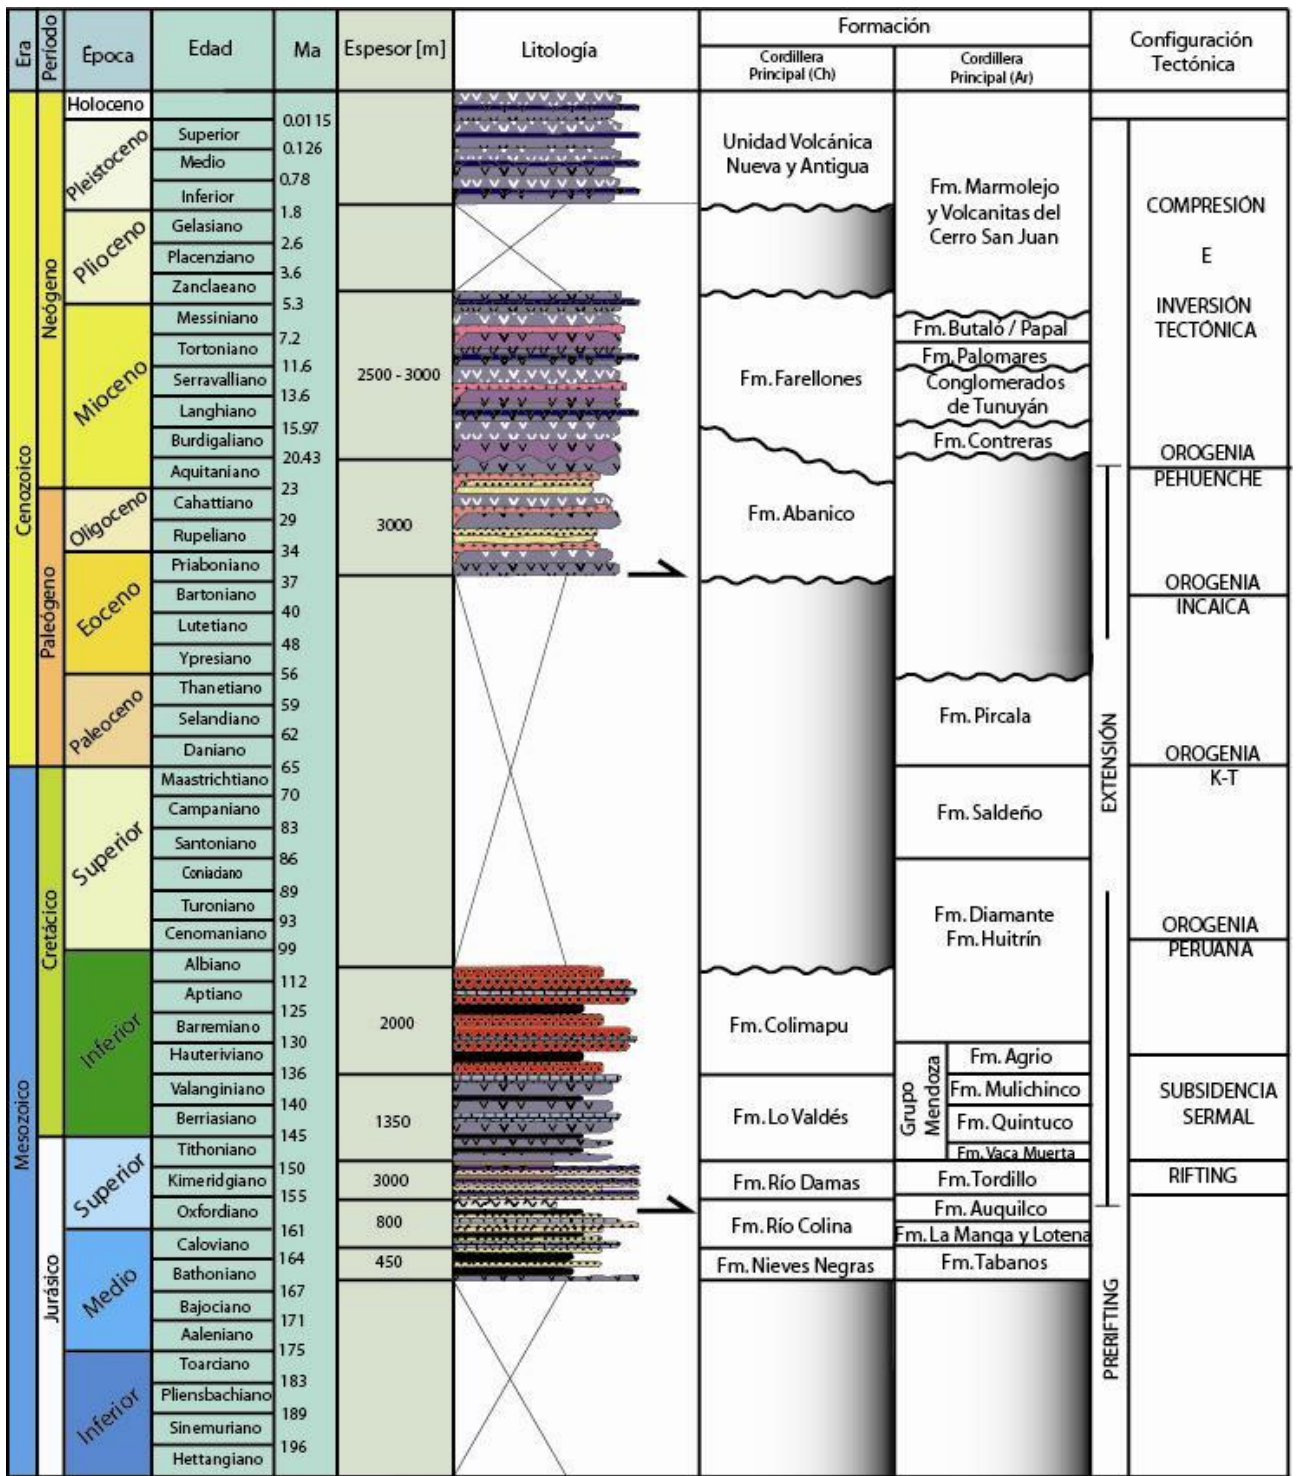 Era
Período
Época
Edad
Ma
Espesor [m]
Litología
Formación
Cordillera
Principal (Ch)
Cordillera
Principal (Ar)
Configuración
Tectónica
Cenozoico
Mesozoico
Neógeno
Paleógeno
Cretácico
Jurásico
Holoceno
Pleistoceno
Plioceno
Mioceno
Oligoceno
Eoceno
Paleoceno
Superior
Inferior
Superior
Medio
Inferior
Superior
Medio
Inferior
Gelasiano
Placenziano
Zanclaeano
Messiniano
Tortoniano
Serravalliano
Langhiano
Burdigaliano
Aquitaniano
Cahattiano
Rupeliano
Priaboniano
Bartoniano
Lutetiano
Ypresiano
Thanetiano
Selandiano
Daniano
Maastrichtiano
Campaniano
Santoniano
Coniaciano
Turoniano
Cenomaniano
Albiano
Aptiano
Barremiano
Hauteriviano
Valanginiano
Berriasiano
Tithoniano
Kimeridgiano
Oxfordiano
Caloviano
Bathoniano
Bajociano
Aaleniano
Toarciano
Pliensbachiano
Sinemuriano
Hettangiano
0.0115
0.126
0.78
1.8
2.6
3.6
5.3
7.2
11.6
13.6
15.97
20.43
23
29
34
37
40
48
56
59
62
65
70
83
86
89
93
99
112
125
130
136
140
145
150
155
161
164
167
171
175
183
189
196
2500 - 3000
3000
2000
1350
3000
800
450
Unidad Volcánica
Nueva y Antigua
Fm. Farellones
Fm. Abanico
Fm. Colimapu
Fm. Lo Valdés
Fm. Río Damas
Fm. Río Colina
Fm. Nieves Negras
Fm. Marmolejo
y Volcanitas del
Cerro San Juan
Fm. Butaló / Papal
Fm. Palomares
Conglomerados
de Tunuyán
Fm. Contreras
Fm. Pircala
Fm. Saldeño
Fm. Diamante
Fm. Huitrín
Grupo
Mendoza
Fm. Agrio
Fm. Mulichinco
Fm. Quintuco
Fm. Vaca Muerta
Fm. Tordillo
Fm. Auquilco
Fm. La Manga y Lotena
Fm. Tabanos
EXTENSIÓN
PRERIFTING
COMPRESIÓN
E
INVERSIÓN
TECTÓNICA
OROGENIA
PEHUENCHE
OROGENIA
INCAICA
OROGENIA
K-T
OROGENIA
PERUANA
SUBSIDENCIA
SERMAL
RIFTING